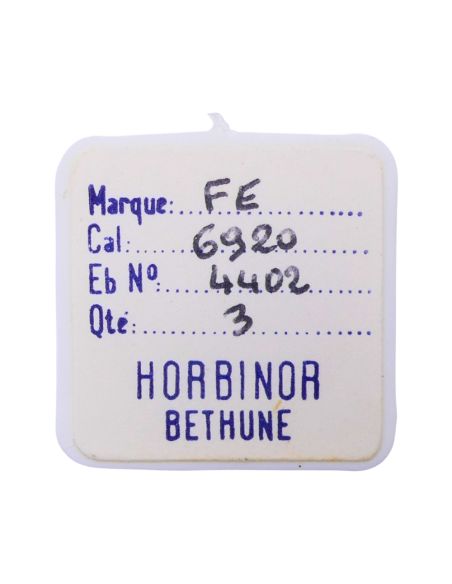 Marque: FE
Cal: 6920
Eb Nº: 4402
Qté: 3
HORBINOR
BETHUNE